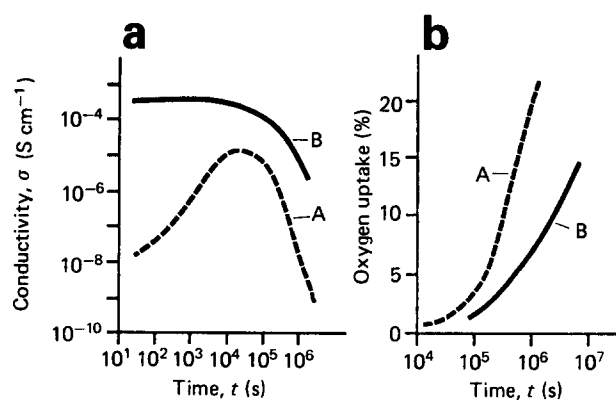 a
Conductivity, σ (S cm⁻¹)
10⁻⁴
10⁻⁶
10⁻⁸
10⁻¹⁰
B
A
10¹ 10² 10³ 10⁴ 10⁵ 10⁶
Time, t (s)
b
Oxygen uptake (%)
20
15
10
5
0
A
B
10⁴ 10⁵ 10⁶ 10⁷
Time, t (s)